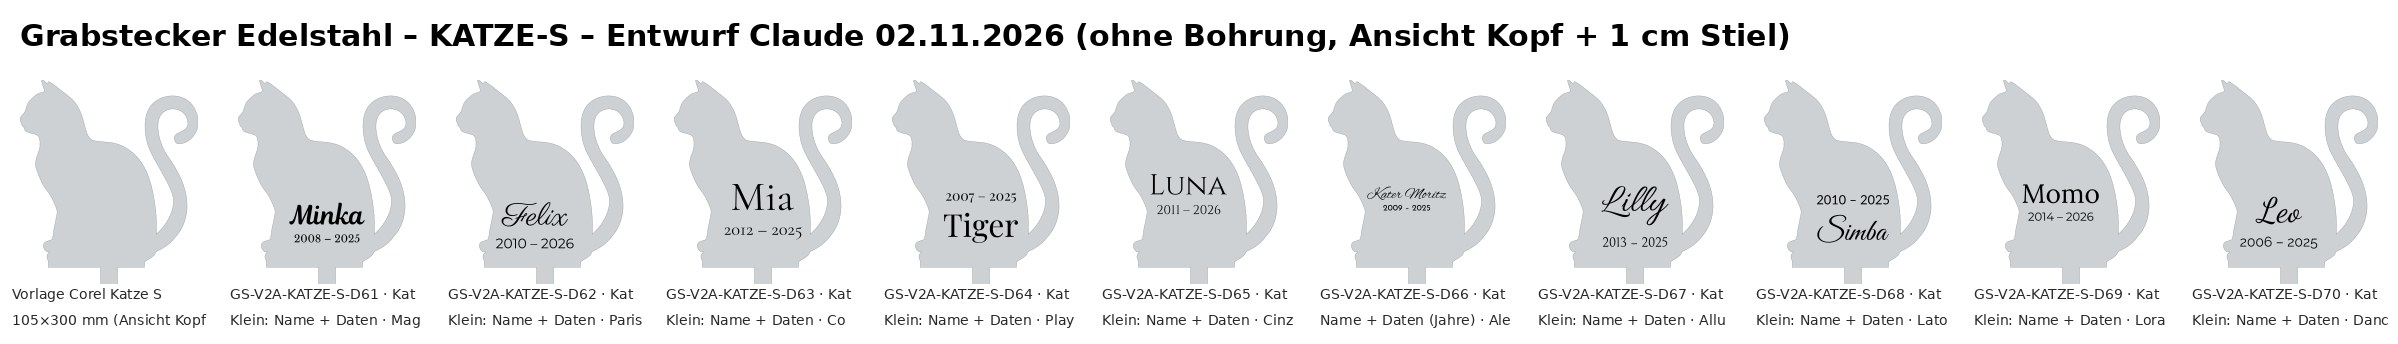 Grabstecker Edelstahl – KATZE-S – Entwurf Claude 02.11.2026 (ohne Bohrung, Ansicht Kopf + 1 cm Stiel)
Vorlage Corel Katze S
105×300 mm (Ansicht Kopf
Minka
2008 – 2025
GS-V2A-KATZE-S-D61 · Kat
Klein: Name + Daten · Mag
Felix
2010 – 2026
GS-V2A-KATZE-S-D62 · Kat
Klein: Name + Daten · Paris
Mia
2012 – 2025
GS-V2A-KATZE-S-D63 · Kat
Klein: Name + Daten · Co
2007 – 2025
Tiger
GS-V2A-KATZE-S-D64 · Kat
Klein: Name + Daten · Play
LUNA
2011 – 2026
GS-V2A-KATZE-S-D65 · Kat
Klein: Name + Daten · Cinz
Kater Moritz
2009 – 2025
GS-V2A-KATZE-S-D66 · Kat
Name + Daten (Jahre) · Ale
Lilly
2013 – 2025
GS-V2A-KATZE-S-D67 · Kat
Klein: Name + Daten · Allu
2010 – 2025
Simba
GS-V2A-KATZE-S-D68 · Kat
Klein: Name + Daten · Lato
Momo
2014 – 2026
GS-V2A-KATZE-S-D69 · Kat
Klein: Name + Daten · Lora
Leo
2006 – 2025
GS-V2A-KATZE-S-D70 · Kat
Klein: Name + Daten · Danc